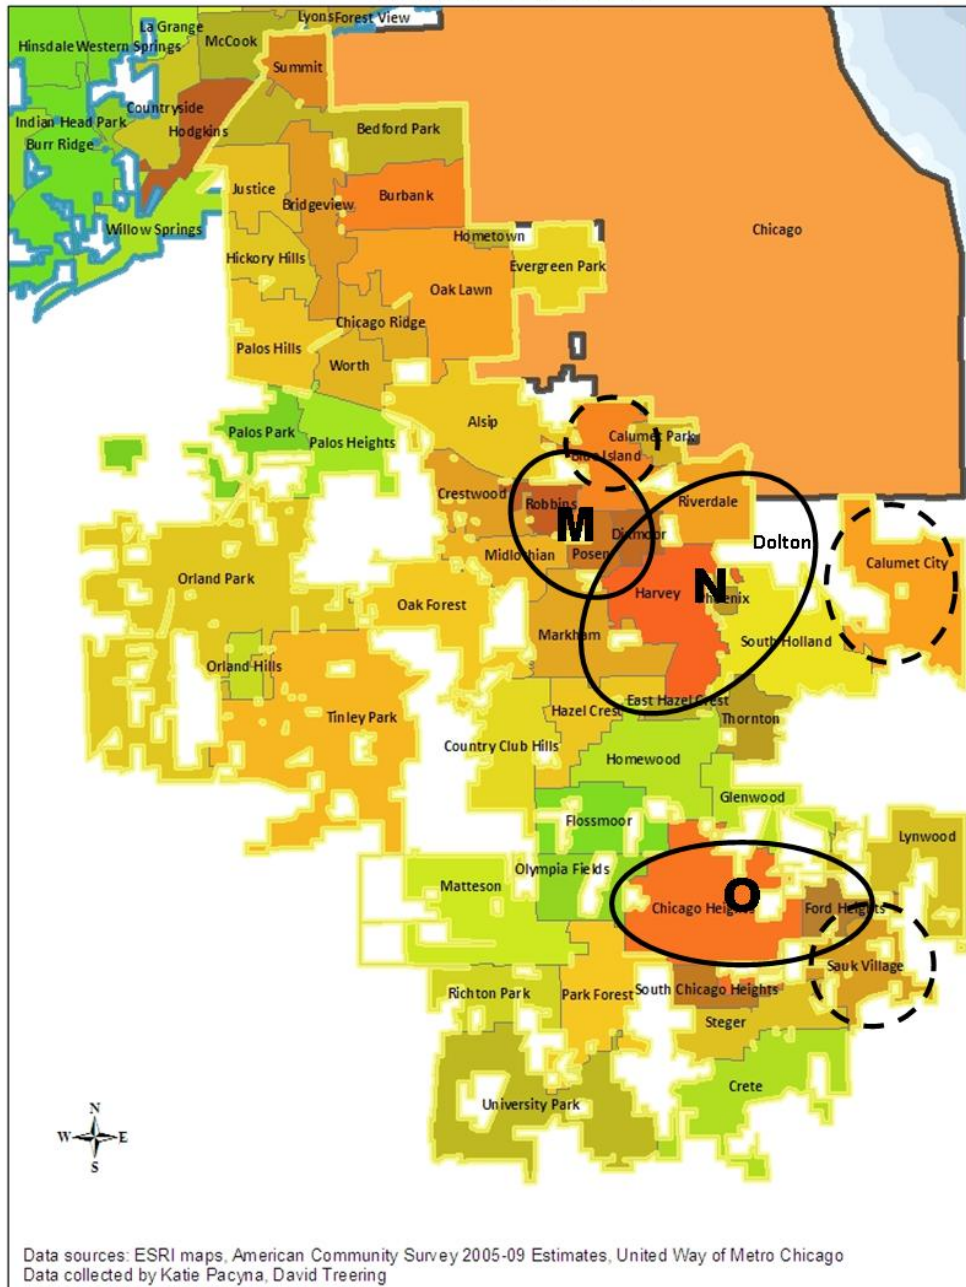 Lyons
Forest View
La Grange
McCook
Hinsdale
Western Springs
Summit
Countryside
Indian Head Park
Hodgkins
Bedford Park
Burr Ridge
Justice
Burbank
Bridgeview
Willow Springs
Chicago
Hometown
Hickory Hills
Evergreen Park
Oak Lawn
Chicago Ridge
Palos Hills
Worth
Alsip
Palos Park
Palos Heights
Calumet Park
Blue Island
Crestwood
Robbins
Riverdale
M
Dixmoor
Dolton
Midlothian
Posen
Calumet City
Orland Park
N
Harvey
Phoenix
Oak Forest
Markham
South Holland
Orland Hills
East Hazel Crest
Hazel Crest
Tinley Park
Thornton
Country Club Hills
Homewood
Glenwood
Flossmoor
Lynwood
Olympia Fields
Matteson
O
Chicago Heights
Ford Heights
Sauk Village
Richton Park
Park Forest
South Chicago Heights
Steger
Crete
University Park
N
W
E
S
Data sources: ESRI maps, American Community Survey 2005-09 Estimates, United Way of Metro Chicago
Data collected by Katie Pacyna, David Treering